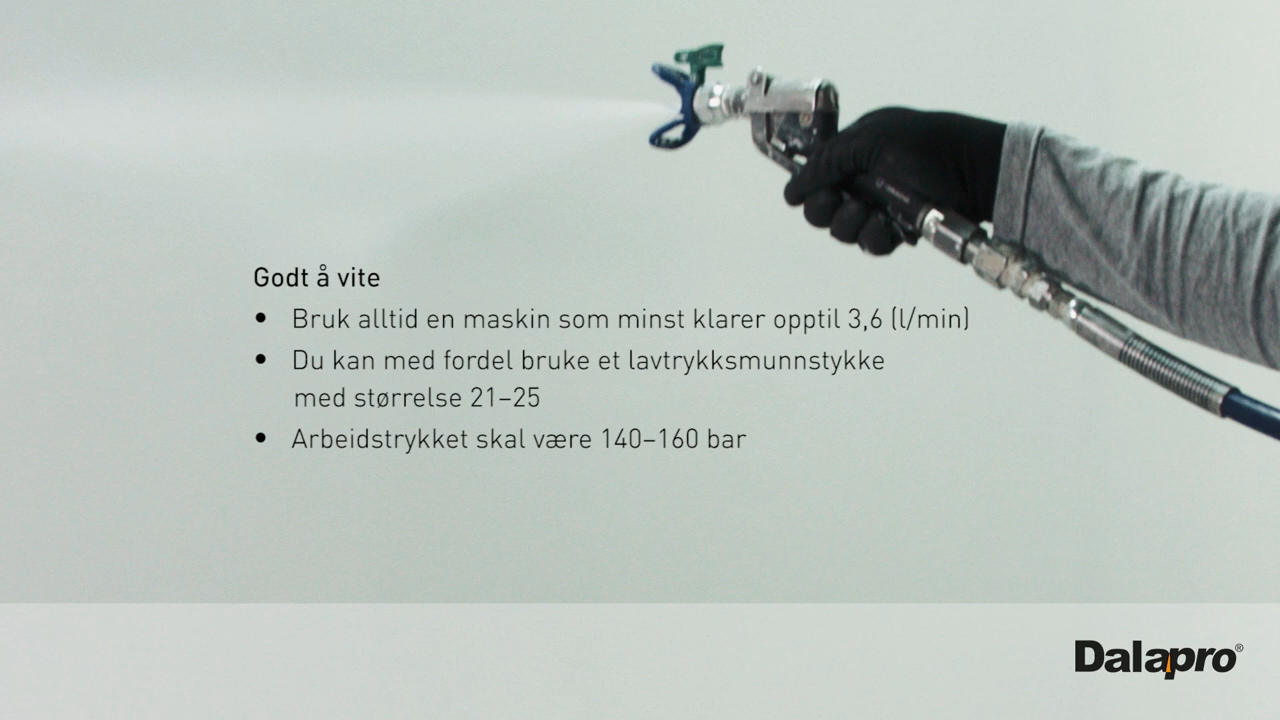 Godt å vite
• Bruk alltid en maskin som minst klarer opptil 3,6 (l/min)
• Du kan med fordel bruke et lavtrykksmunnstykke
med størrelse 21–25
• Arbeidstrykket skal være 140–160 bar
Dalapro®